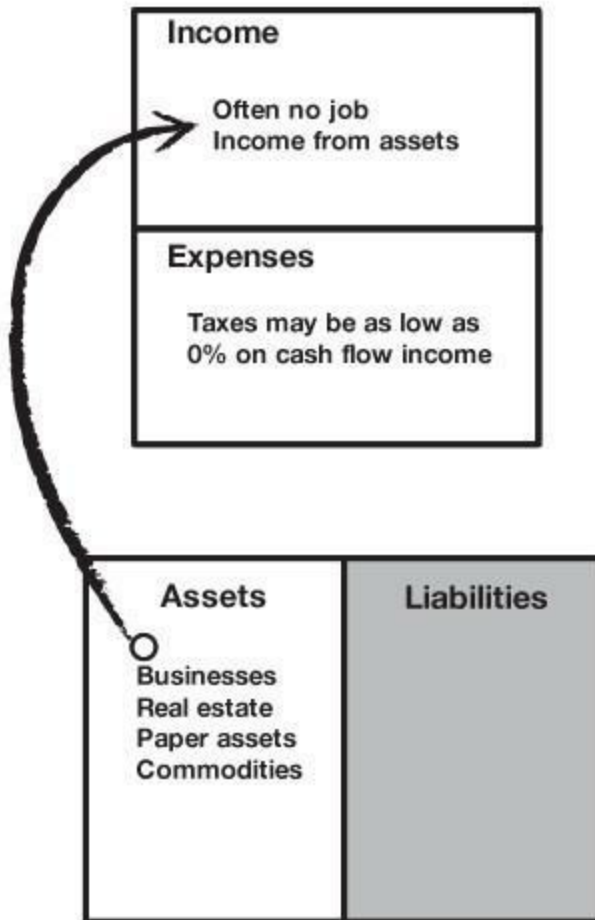 Income
Often no job
Income from assets
Expenses
Taxes may be as low as
0% on cash flow income
Assets
Businesses
Real estate
Paper assets
Commodities
Liabilities